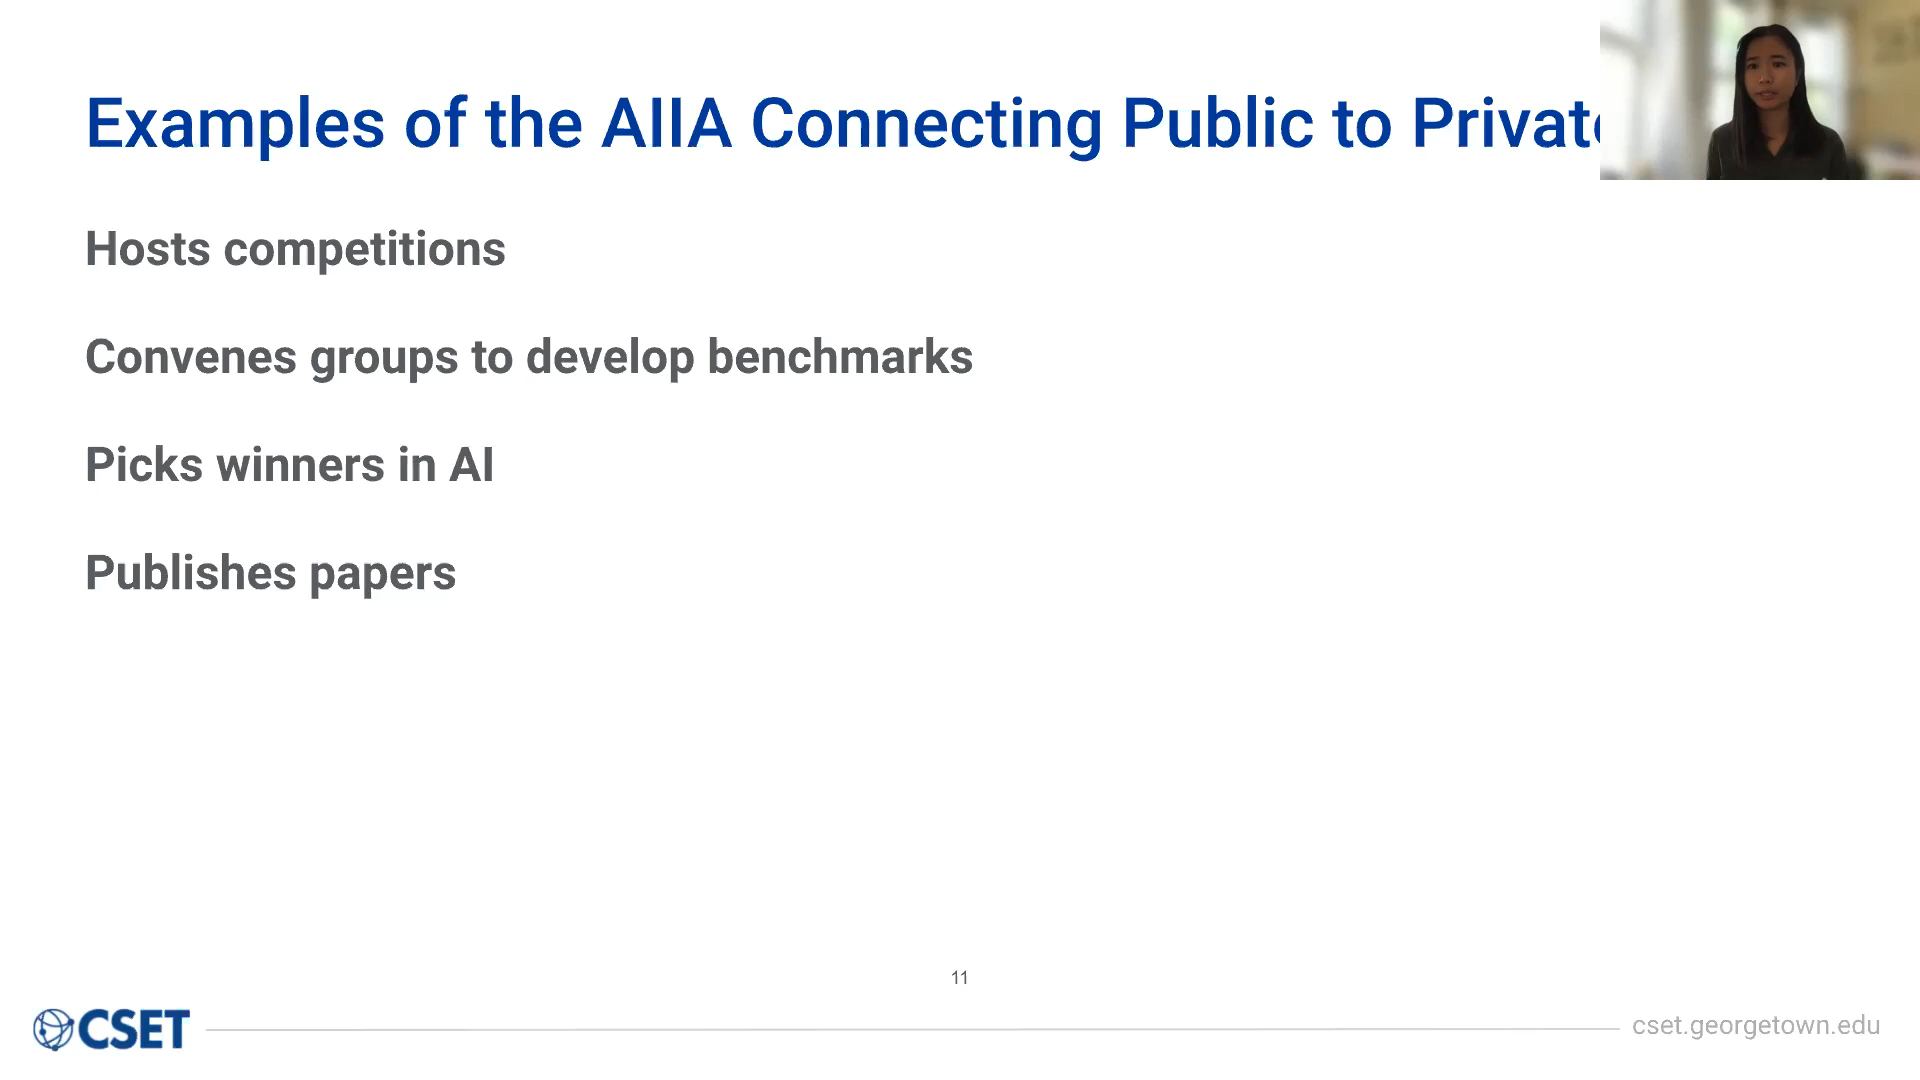 Examples of the AIIA Connecting Public to Private
Hosts competitions
Convenes groups to develop benchmarks
Picks winners in AI
Publishes papers
11
CSET
cset.georgetown.edu